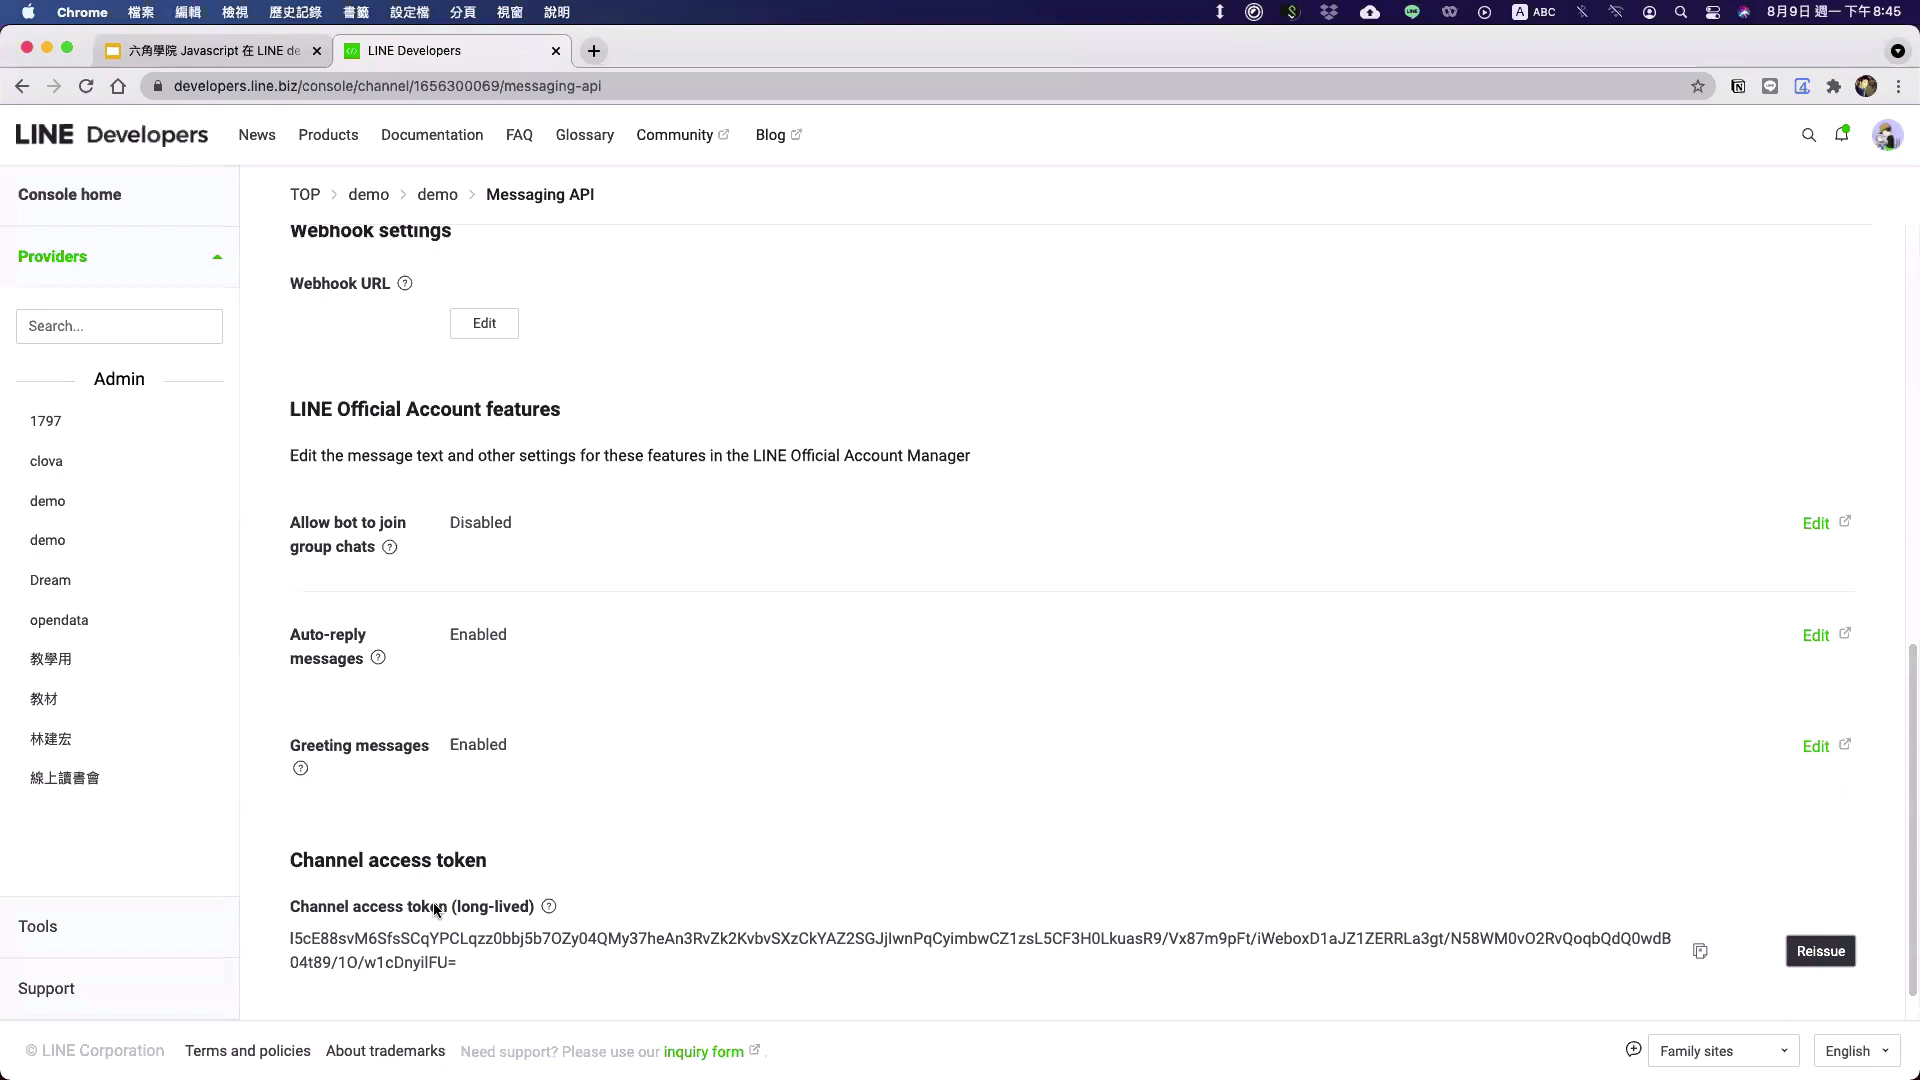 Chrome 檔案 編輯 檢視 歷史記錄 書籤 設定檔 分頁 視窗 說明 A ABC 8月9日 週一 下午8:45
六角學院 Javascript 在 LINE de
LINE Developers
developers.line.biz/console/channel/1656300069/messaging-api
LINE Developers News Products Documentation FAQ Glossary Community Blog
Console home
Providers
Search...
Admin
1797
clova
demo
demo
Dream
opendata
教學用
教材
林建宏
線上讀書會
Tools
Support
TOP > demo > demo > Messaging API
Webhook settings
Webhook URL
Edit
LINE Official Account features
Edit the message text and other settings for these features in the LINE Official Account Manager
Allow bot to join
group chats
Disabled
Edit
Auto-reply
messages
Enabled
Edit
Greeting messages
Enabled
Edit
Channel access token
Channel access token (long-lived)
l5cE88svM6SfsSCqYPCLqzz0bbj5b7OZy04QMy37heAn3RvZk2KvbvSXzCkYAZ2SGJjlwnPqCyimbwCZ1zsL5CF3H0LkuasR9/Vx87m9pFt/iWeboxD1aJZ1ZERRLa3gt/N58WM0vO2RvQoqbQdQ0wdB
04t89/1O/w1cDnyilFU=
Reissue
© LINE Corporation Terms and policies About trademarks Need support? Please use our inquiry form .
Family sites
English